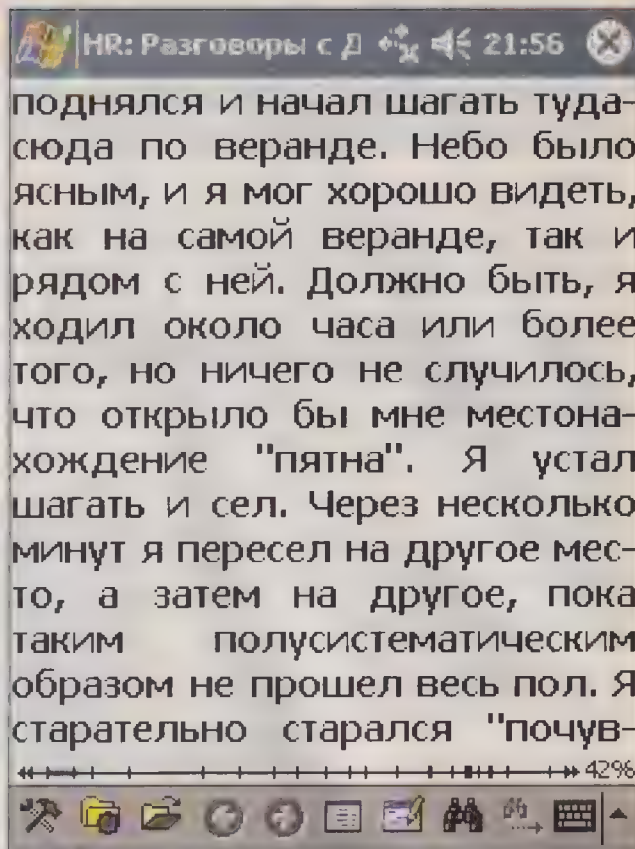 HR: Разговоры с Д 21:56
поднялся и начал шагать туда-
сюда по веранде. Небо было
ясным, и я мог хорошо видеть,
как на самой веранде, так и
рядом с ней. Должно быть, я
ходил около часа или более
того, но ничего не случилось,
что открыло бы мне местона-
хождение "пятна". Я устал
шагать и сел. Через несколько
минут я пересел на другое мес-
то, а затем на другое, пока
таким полусистематическим
образом не прошел весь пол. Я
старательно старался "почув-
42%